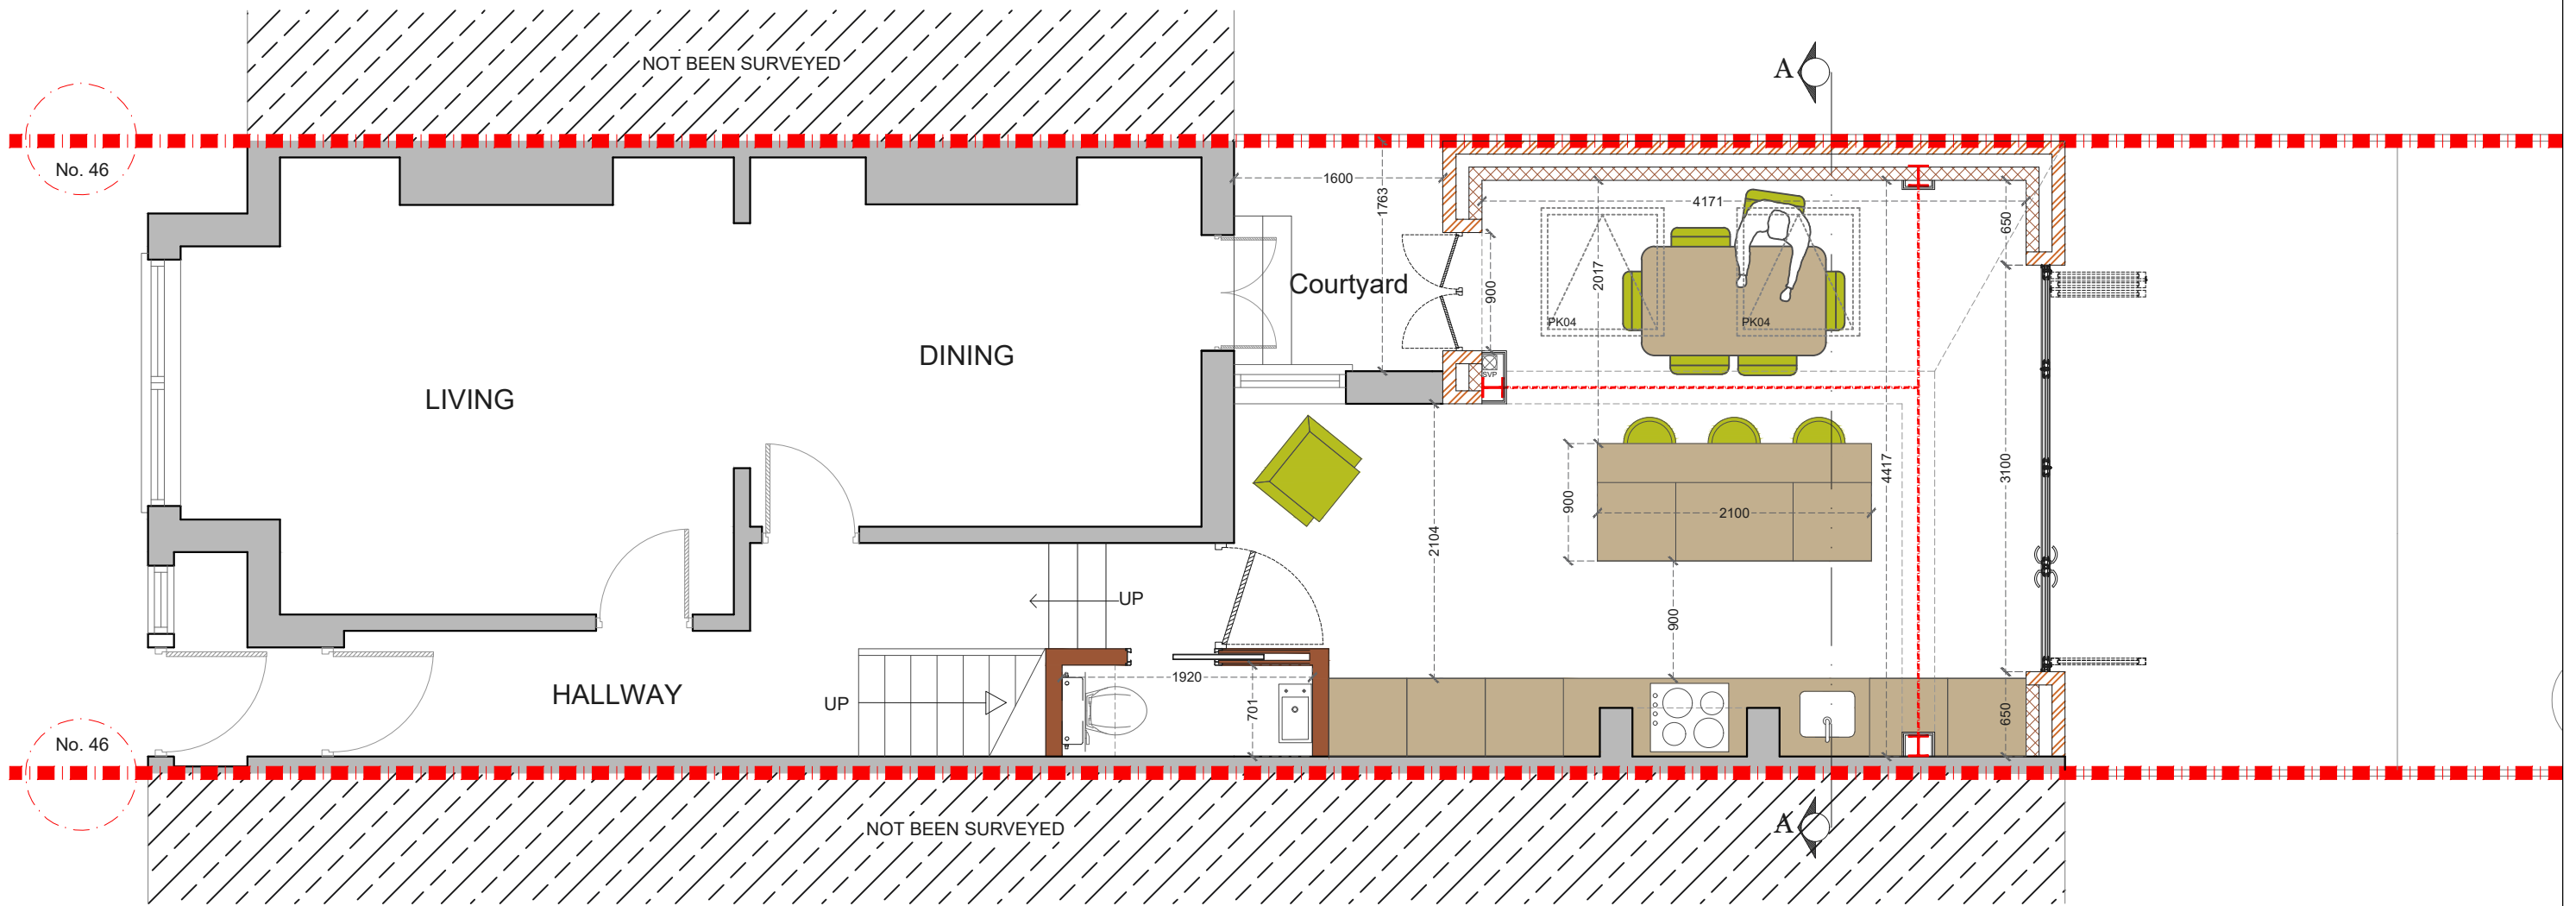 NOT BEEN SURVEYED
A
No. 46
1600
1763
4171
650
2017
900
Courtyard
PK04
PK04
DINING
LIVING
SVP
4417
3100
900
2100
2104
900
UP
1920
UP
HALLWAY
701
650
No. 46
NOT BEEN SURVEYED
A